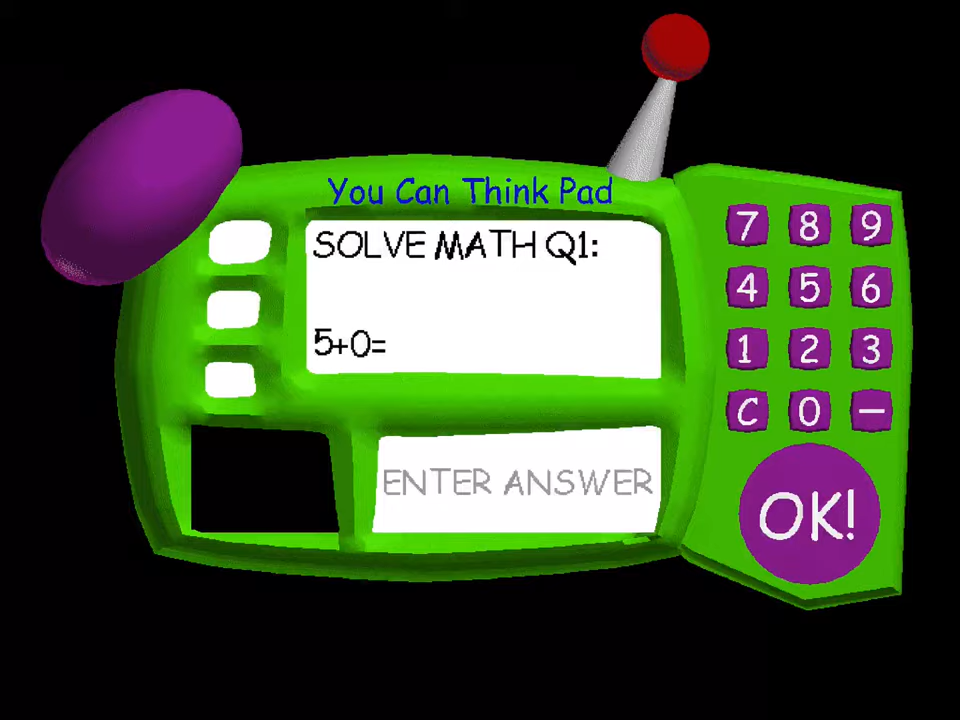 You Can Think Pad
SOLVE MATH Q1:
5+0=
ENTER ANSWER
7 8 9
4 5 6
1 2 3
C 0 –
OK!